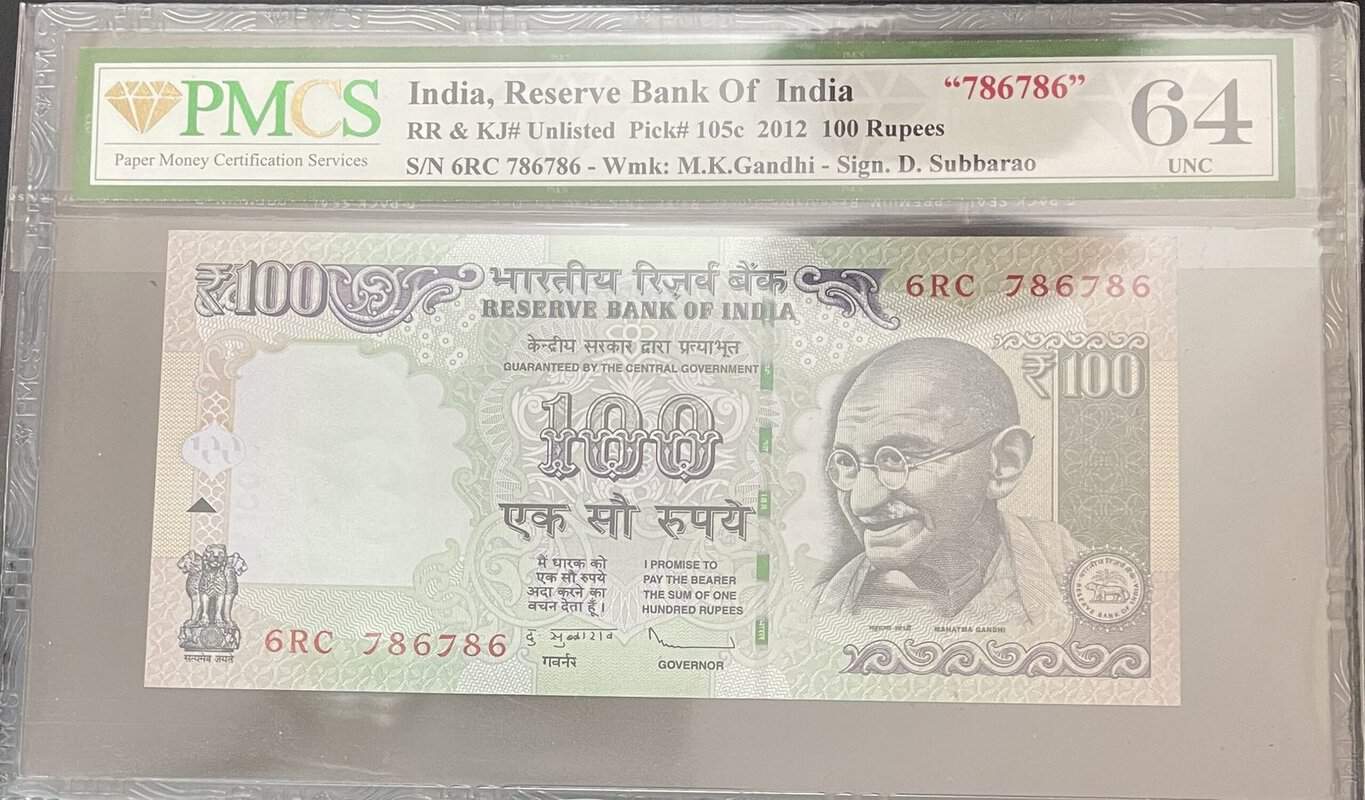 PMCS
Paper Money Certification Services
India, Reserve Bank Of India "786786"
RR & KJ# Unlisted Pick# 105c 2012 100 Rupees
S/N 6RC 786786 - Wmk: M.K.Gandhi - Sign. D. Subbarao
64
UNC
₹100
भारतीय रिज़र्व बैंक
RESERVE BANK OF INDIA
6RC 786786
केन्द्रीय सरकार द्वारा प्रत्याभूत
GUARANTEED BY THE CENTRAL GOVERNMENT
₹100
100
एक सौ रुपये
मैं धारक को
एक सौ रुपये
अदा करने का
वचन देता हूँ।
I PROMISE TO
PAY THE BEARER
THE SUM OF ONE
HUNDRED RUPEES
6RC 786786
गवर्नर
GOVERNOR
महात्मा गांधी MAHATMA GANDHI
सत्यमेव जयते
RESERVE BANK OF INDIA
PMCS
PMCS